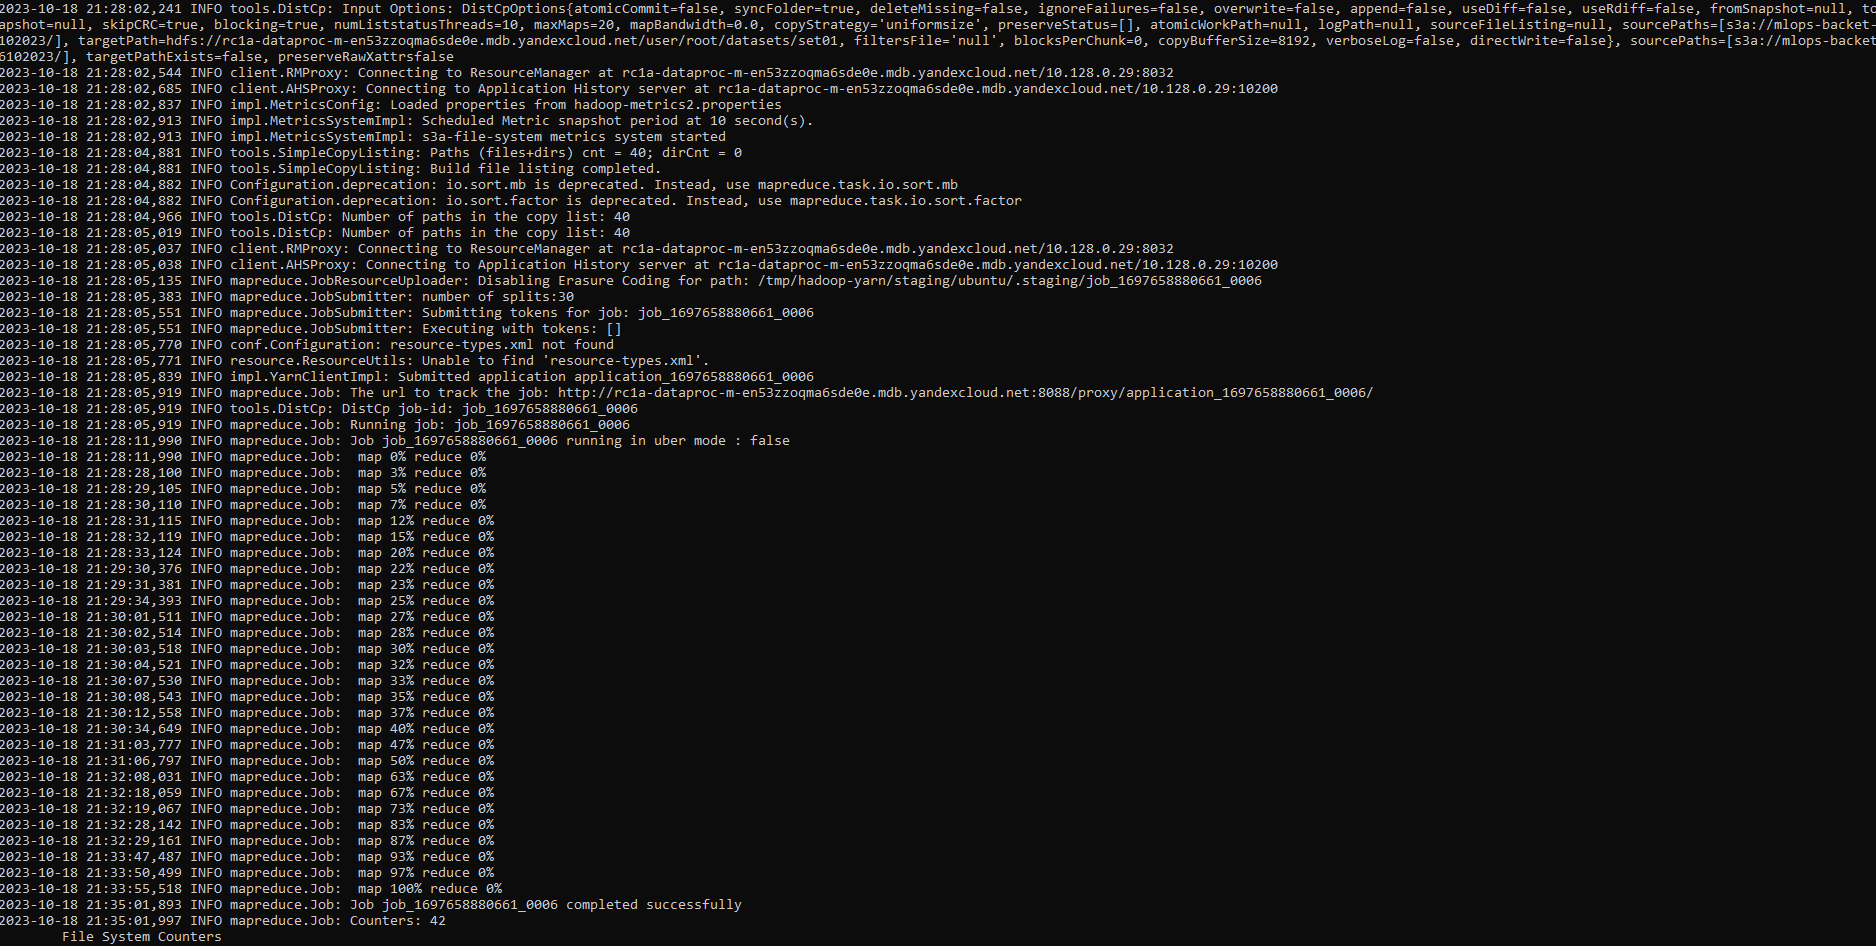 2023-10-18 21:28:02,241 INFO tools.DistCp: Input Options: DistCpOptions{atomicCommit=false, syncFolder=true, deleteMissing=false, ignoreFailures=false, overwrite=false, append=false, useDiff=false, useRdiff=false, fromSnapshot=null, to
apshot=null, skipCRC=true, blocking=true, numListstatusThreads=10, maxMaps=20, mapBandwidth=0.0, copyStrategy='uniformsize', preserveStatus=[], atomicWorkPath=null, logPath=null, sourceFileListing=null, sourcePaths=[s3a://mlops-backet-
102023/], targetPath=hdfs://rc1a-dataproc-m-en53zzoqma6sde0e.mdb.yandexcloud.net/user/root/datasets/set01, filtersFile='null', blocksPerChunk=0, copyBufferSize=8192, verboseLog=false, directWrite=false}, sourcePaths=[s3a://mlops-backet
6102023/], targetPathExists=false, preserveRawXattrsfalse
2023-10-18 21:28:02,544 INFO client.RMProxy: Connecting to ResourceManager at rc1a-dataproc-m-en53zzoqma6sde0e.mdb.yandexcloud.net/10.128.0.29:8032
2023-10-18 21:28:02,685 INFO client.AHSProxy: Connecting to Application History server at rc1a-dataproc-m-en53zzoqma6sde0e.mdb.yandexcloud.net/10.128.0.29:10200
2023-10-18 21:28:02,837 INFO impl.MetricsConfig: Loaded properties from hadoop-metrics2.properties
2023-10-18 21:28:02,913 INFO impl.MetricsSystemImpl: Scheduled Metric snapshot period at 10 second(s).
2023-10-18 21:28:02,913 INFO impl.MetricsSystemImpl: s3a-file-system metrics system started
2023-10-18 21:28:04,881 INFO tools.SimpleCopyListing: Paths (files+dirs) cnt = 40; dirCnt = 0
2023-10-18 21:28:04,881 INFO tools.SimpleCopyListing: Build file listing completed.
2023-10-18 21:28:04,882 INFO Configuration.deprecation: io.sort.mb is deprecated. Instead, use mapreduce.task.io.sort.mb
2023-10-18 21:28:04,882 INFO Configuration.deprecation: io.sort.factor is deprecated. Instead, use mapreduce.task.io.sort.factor
2023-10-18 21:28:04,966 INFO tools.DistCp: Number of paths in the copy list: 40
2023-10-18 21:28:05,019 INFO tools.DistCp: Number of paths in the copy list: 40
2023-10-18 21:28:05,037 INFO client.RMProxy: Connecting to ResourceManager at rc1a-dataproc-m-en53zzoqma6sde0e.mdb.yandexcloud.net/10.128.0.29:8032
2023-10-18 21:28:05,038 INFO client.AHSProxy: Connecting to Application History server at rc1a-dataproc-m-en53zzoqma6sde0e.mdb.yandexcloud.net/10.128.0.29:10200
2023-10-18 21:28:05,135 INFO mapreduce.JobResourceUploader: Disabling Erasure Coding for path: /tmp/hadoop-yarn/staging/ubuntu/.staging/job_1697658880661_0006
2023-10-18 21:28:05,383 INFO mapreduce.JobSubmitter: number of splits:30
2023-10-18 21:28:05,551 INFO mapreduce.JobSubmitter: Submitting tokens for job: job_1697658880661_0006
2023-10-18 21:28:05,551 INFO mapreduce.JobSubmitter: Executing with tokens: []
2023-10-18 21:28:05,770 INFO conf.Configuration: resource-types.xml not found
2023-10-18 21:28:05,771 INFO resource.ResourceUtils: Unable to find 'resource-types.xml'.
2023-10-18 21:28:05,839 INFO impl.YarnClientImpl: Submitted application application_1697658880661_0006
2023-10-18 21:28:05,919 INFO mapreduce.Job: The url to track the job: http://rc1a-dataproc-m-en53zzoqma6sde0e.mdb.yandexcloud.net:8088/proxy/application_1697658880661_0006/
2023-10-18 21:28:05,919 INFO tools.DistCp: DistCp job-id: job_1697658880661_0006
2023-10-18 21:28:05,919 INFO mapreduce.Job: Running job: job_1697658880661_0006
2023-10-18 21:28:11,990 INFO mapreduce.Job: Job job_1697658880661_0006 running in uber mode : false
2023-10-18 21:28:11,990 INFO mapreduce.Job:  map 0% reduce 0%
2023-10-18 21:28:28,100 INFO mapreduce.Job:  map 3% reduce 0%
2023-10-18 21:28:29,105 INFO mapreduce.Job:  map 5% reduce 0%
2023-10-18 21:28:30,110 INFO mapreduce.Job:  map 7% reduce 0%
2023-10-18 21:28:31,115 INFO mapreduce.Job:  map 12% reduce 0%
2023-10-18 21:28:32,119 INFO mapreduce.Job:  map 15% reduce 0%
2023-10-18 21:28:33,124 INFO mapreduce.Job:  map 20% reduce 0%
2023-10-18 21:29:30,376 INFO mapreduce.Job:  map 22% reduce 0%
2023-10-18 21:29:31,381 INFO mapreduce.Job:  map 23% reduce 0%
2023-10-18 21:29:34,393 INFO mapreduce.Job:  map 25% reduce 0%
2023-10-18 21:30:01,511 INFO mapreduce.Job:  map 27% reduce 0%
2023-10-18 21:30:02,514 INFO mapreduce.Job:  map 28% reduce 0%
2023-10-18 21:30:03,518 INFO mapreduce.Job:  map 30% reduce 0%
2023-10-18 21:30:04,521 INFO mapreduce.Job:  map 32% reduce 0%
2023-10-18 21:30:07,530 INFO mapreduce.Job:  map 33% reduce 0%
2023-10-18 21:30:08,543 INFO mapreduce.Job:  map 35% reduce 0%
2023-10-18 21:30:12,558 INFO mapreduce.Job:  map 37% reduce 0%
2023-10-18 21:30:34,649 INFO mapreduce.Job:  map 40% reduce 0%
2023-10-18 21:31:03,777 INFO mapreduce.Job:  map 47% reduce 0%
2023-10-18 21:31:06,797 INFO mapreduce.Job:  map 50% reduce 0%
2023-10-18 21:32:08,031 INFO mapreduce.Job:  map 63% reduce 0%
2023-10-18 21:32:18,059 INFO mapreduce.Job:  map 67% reduce 0%
2023-10-18 21:32:19,067 INFO mapreduce.Job:  map 73% reduce 0%
2023-10-18 21:32:28,142 INFO mapreduce.Job:  map 83% reduce 0%
2023-10-18 21:32:29,161 INFO mapreduce.Job:  map 87% reduce 0%
2023-10-18 21:33:47,487 INFO mapreduce.Job:  map 93% reduce 0%
2023-10-18 21:33:50,499 INFO mapreduce.Job:  map 97% reduce 0%
2023-10-18 21:33:55,518 INFO mapreduce.Job:  map 100% reduce 0%
2023-10-18 21:35:01,893 INFO mapreduce.Job: Job job_1697658880661_0006 completed successfully
2023-10-18 21:35:01,997 INFO mapreduce.Job: Counters: 42
File System Counters